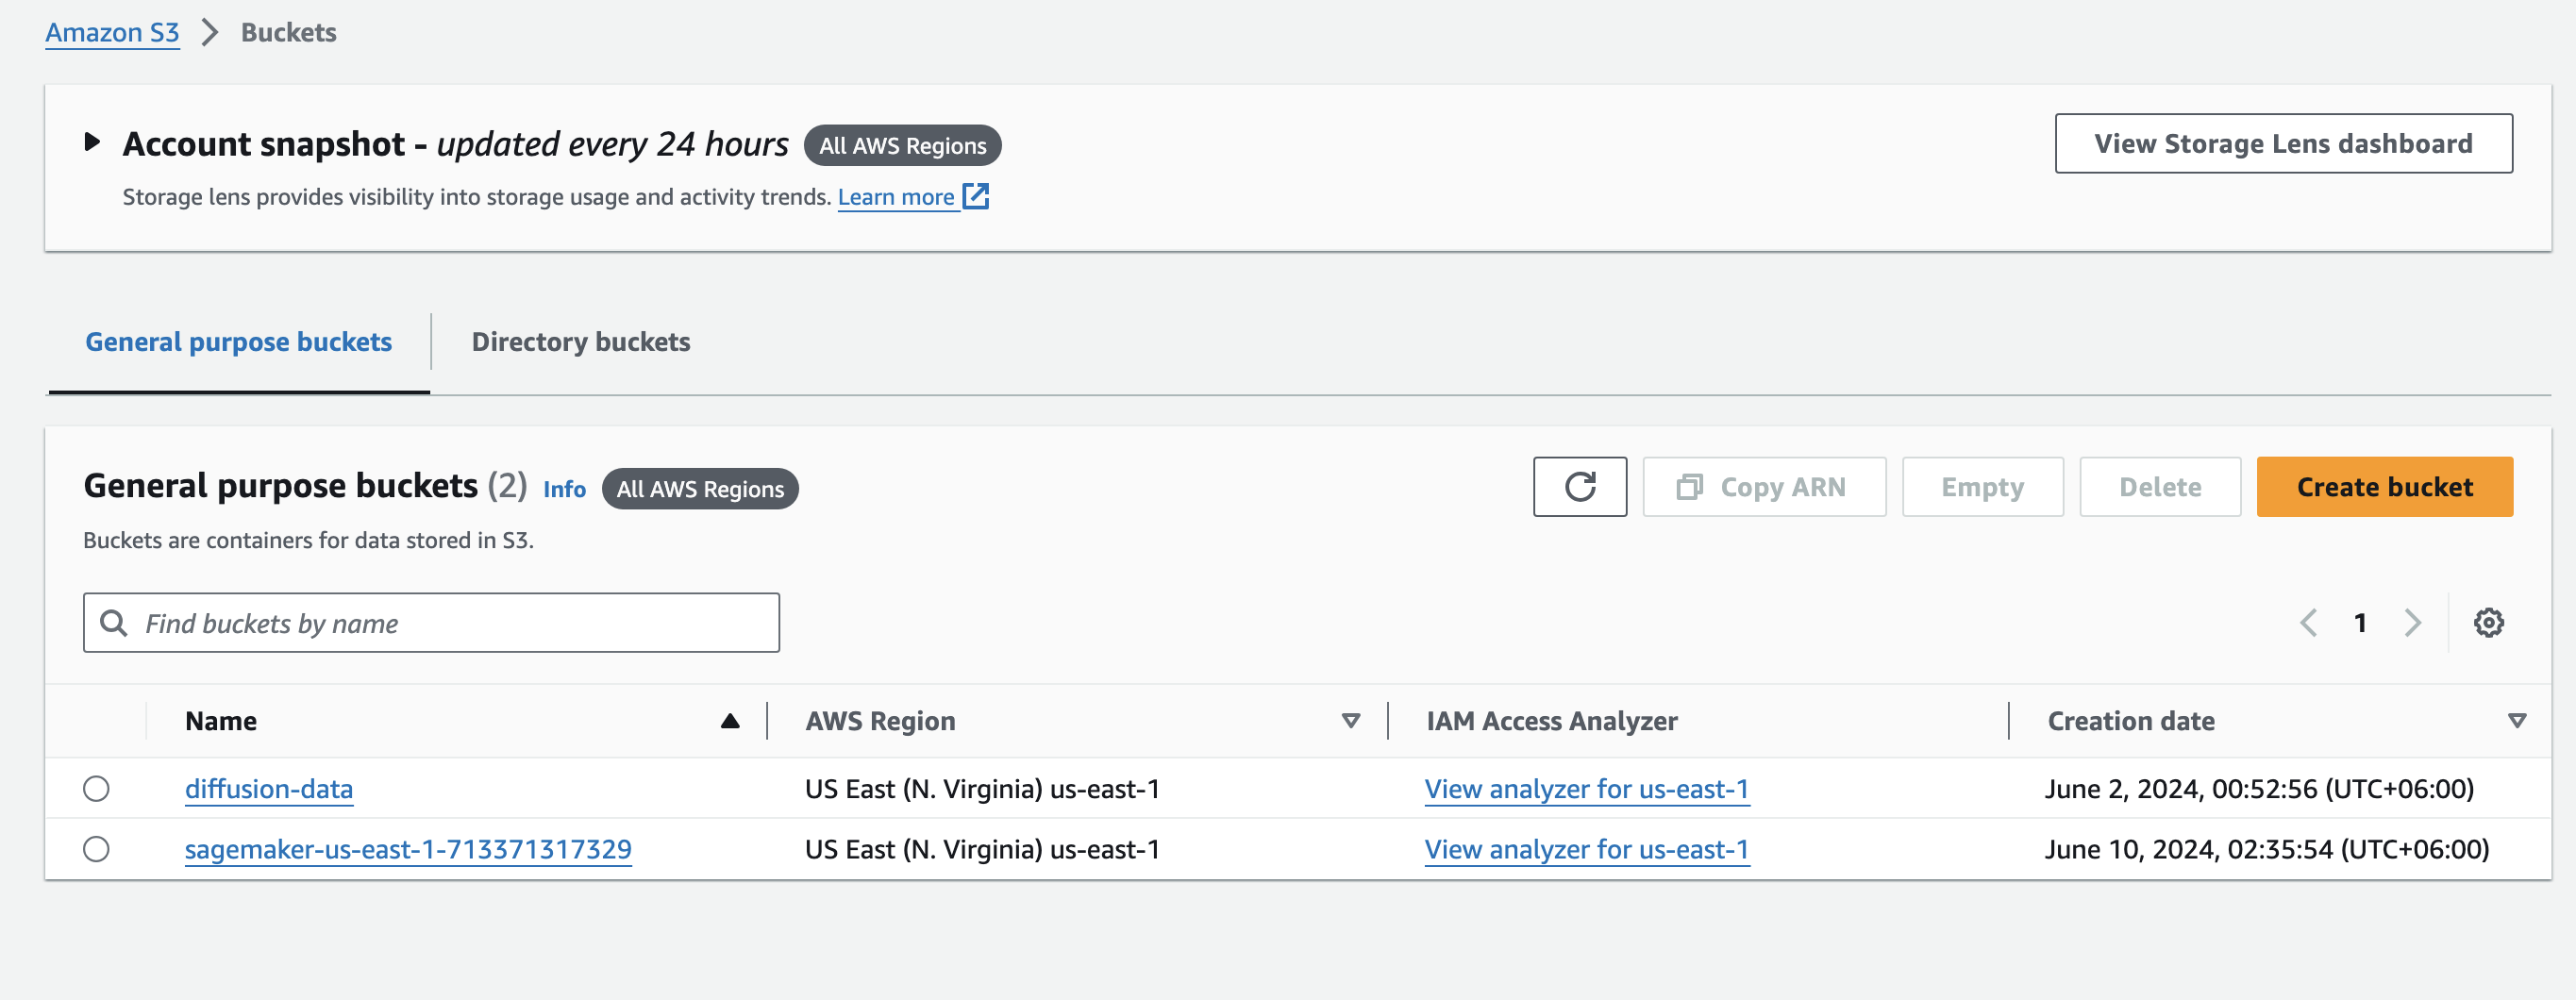 Amazon S3 > Buckets
Account snapshot - updated every 24 hours All AWS Regions
View Storage Lens dashboard
Storage lens provides visibility into storage usage and activity trends. Learn more
General purpose buckets
Directory buckets
General purpose buckets (2) Info All AWS Regions
Copy ARN
Empty
Delete
Create bucket
Buckets are containers for data stored in S3.
Find buckets by name
1
Name AWS Region IAM Access Analyzer Creation date
diffusion-data US East (N. Virginia) us-east-1 View analyzer for us-east-1 June 2, 2024, 00:52:56 (UTC+06:00)
sagemaker-us-east-1-713371317329 US East (N. Virginia) us-east-1 View analyzer for us-east-1 June 10, 2024, 02:35:54 (UTC+06:00)